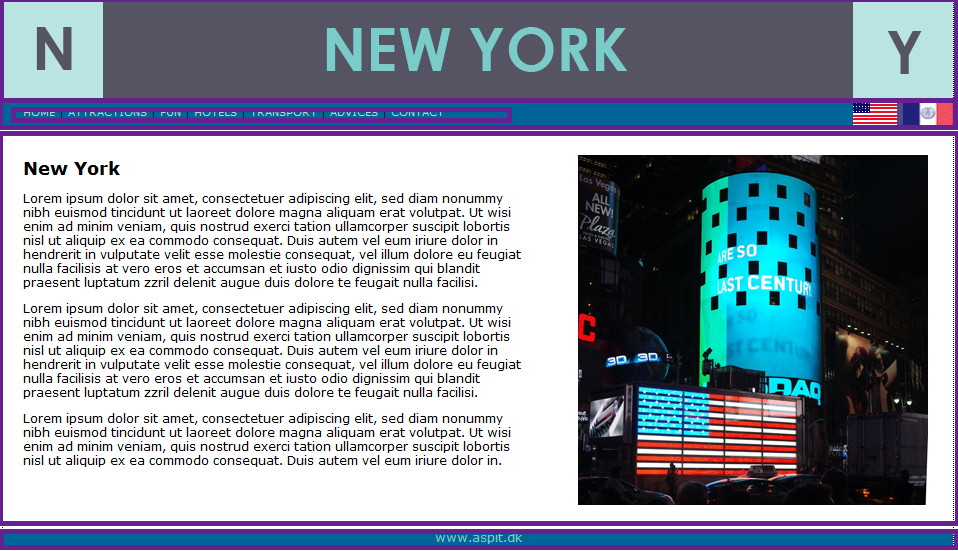 N
NEW YORK
Y
HOME | ATTRACTIONS | FUN | HOTELS | TRANSPORT | ADVICES | CONTACT
New York
Lorem ipsum dolor sit amet, consectetuer adipiscing elit, sed diam nonummy
nibh euismod tincidunt ut laoreet dolore magna aliquam erat volutpat. Ut wisi
enim ad minim veniam, quis nostrud exerci tation ullamcorper suscipit lobortis
nisl ut aliquip ex ea commodo consequat. Duis autem vel eum iriure dolor in
hendrerit in vulputate velit esse molestie consequat, vel illum dolore eu feugiat
nulla facilisis at vero eros et accumsan et iusto odio dignissim qui blandit
praesent luptatum zzril delenit augue duis dolore te feugait nulla facilisi.
Lorem ipsum dolor sit amet, consectetuer adipiscing elit, sed diam nonummy
nibh euismod tincidunt ut laoreet dolore magna aliquam erat volutpat. Ut wisi
enim ad minim veniam, quis nostrud exerci tation ullamcorper suscipit lobortis
nisl ut aliquip ex ea commodo consequat. Duis autem vel eum iriure dolor in
hendrerit in vulputate velit esse molestie consequat, vel illum dolore eu feugiat
nulla facilisis at vero eros et accumsan et iusto odio dignissim qui blandit
praesent luptatum zzril delenit augue duis dolore te feugait nulla facilisi.
Lorem ipsum dolor sit amet, consectetuer adipiscing elit, sed diam nonummy
nibh euismod tincidunt ut laoreet dolore magna aliquam erat volutpat. Ut wisi
enim ad minim veniam, quis nostrud exerci tation ullamcorper suscipit lobortis
nisl ut aliquip ex ea commodo consequat. Duis autem vel eum iriure dolor in.
Las Vegas
ALL
NEW!
Plaza
LAS VEGAS
ARE SO
LAST CENTURY
C
3D 3D
DAQ
www.aspit.dk